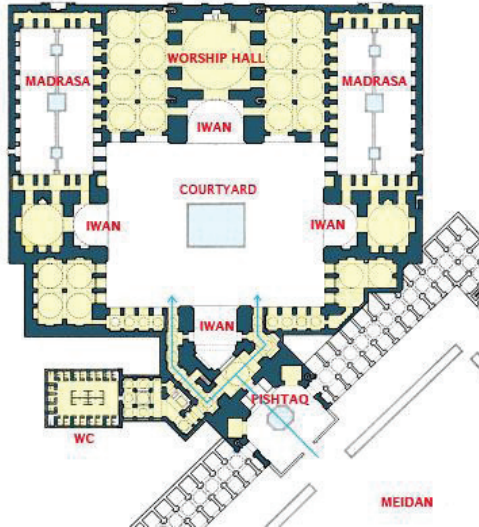 WORSHIP HALL
MADRASA
MADRASA
IWAN
COURTYARD
IWAN
IWAN
IWAN
PISHTAQ
WC
MEIDAN